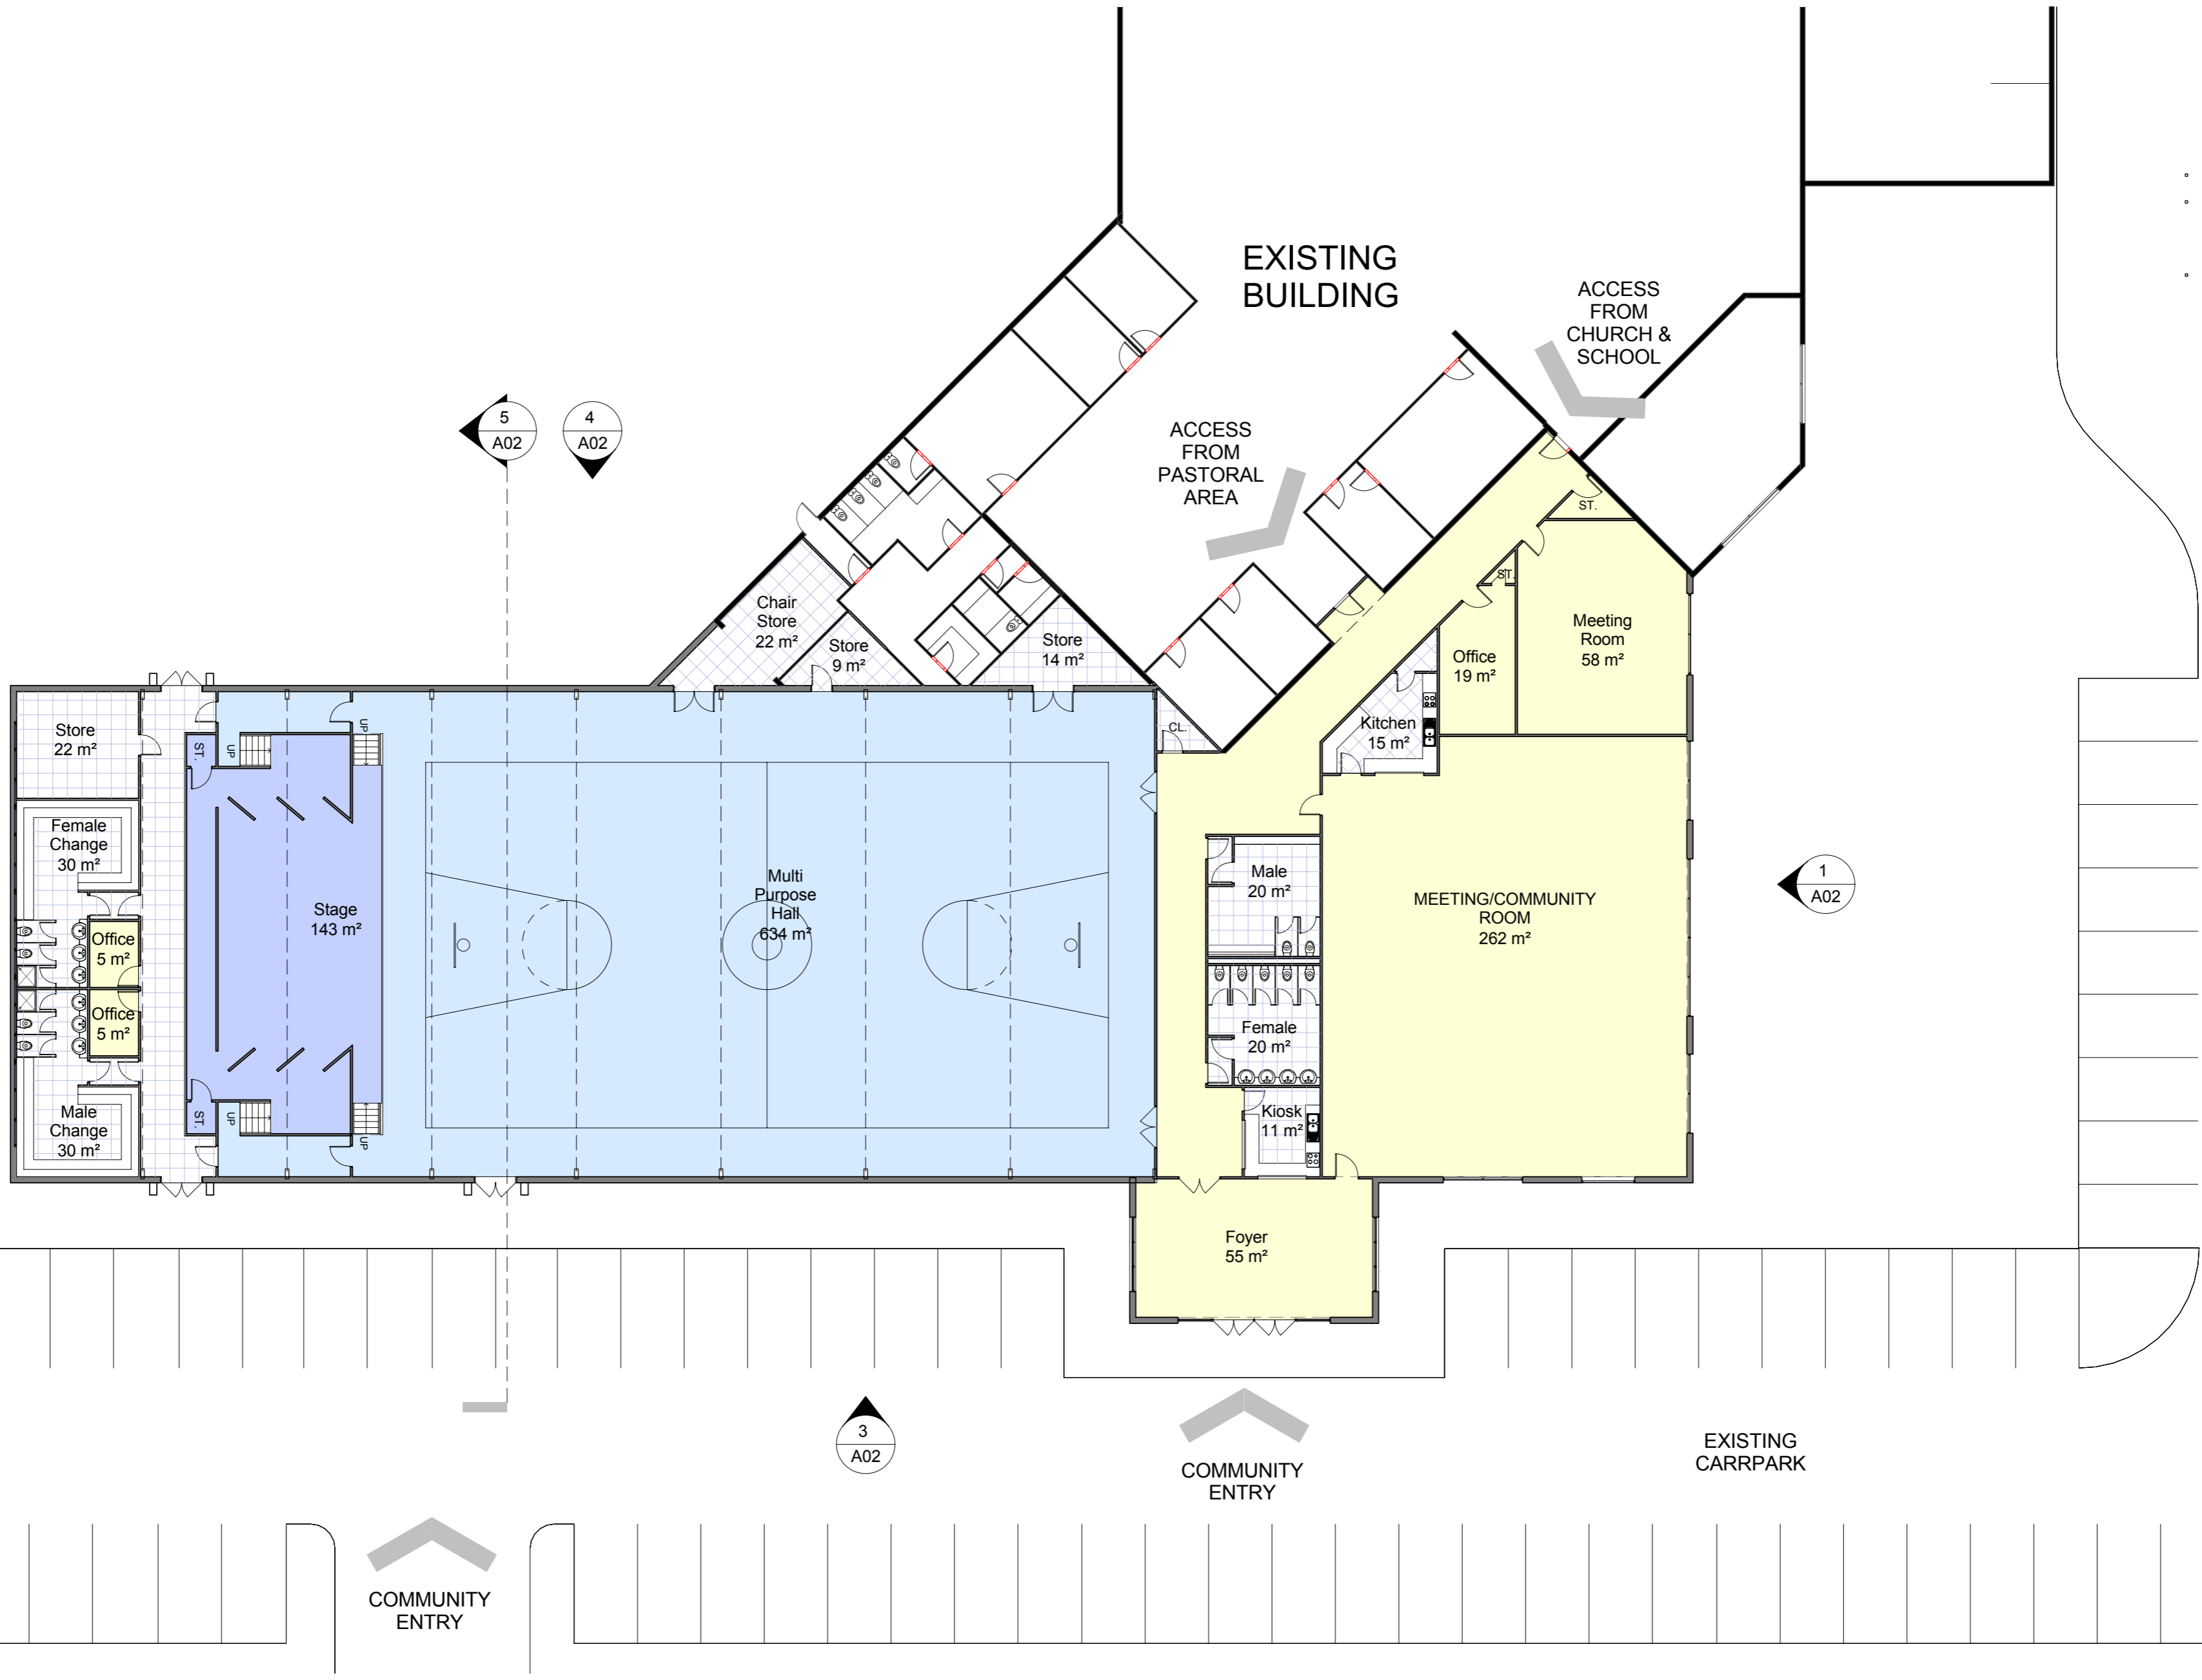 EXISTING
BUILDING
ACCESS
FROM
CHURCH &
SCHOOL
ACCESS
FROM
PASTORAL
AREA
5
A02
4
A02
ST.
ST.
Chair
Store
22 m²
Store
9 m²
Store
14 m²
Meeting
Room
58 m²
Office
19 m²
Kitchen
15 m²
CL.
Store
22 m²
ST.
UP
UP
Female
Change
30 m²
Office
5 m²
Office
5 m²
Male
Change
30 m²
ST.
UP
UP
Stage
143 m²
Multi
Purpose
Hall
634 m²
Male
20 m²
Female
20 m²
Kiosk
11 m²
MEETING/COMMUNITY
ROOM
262 m²
1
A02
Foyer
55 m²
3
A02
COMMUNITY
ENTRY
EXISTING
CARRPARK
COMMUNITY
ENTRY